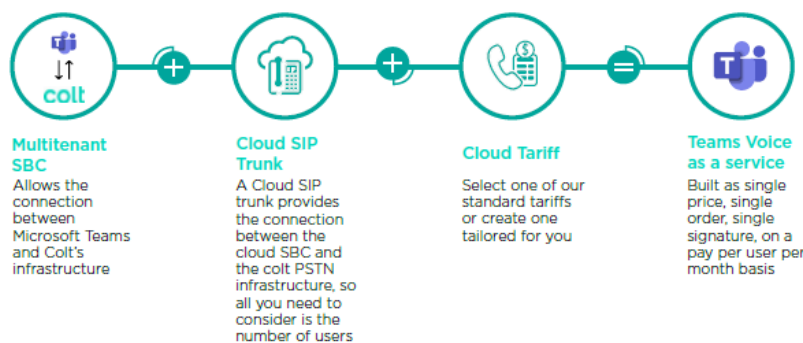 T
colt
+
+
$
=
T
Multitenant
SBC
Allows the
connection
between
Microsoft Teams
and Colt's
infrastructure
Cloud SIP
Trunk
A Cloud SIP
trunk provides
the connection
between the
cloud SBC and
the colt PSTN
infrastructure, so
all you need to
consider is the
number of users
Cloud Tariff
Select one of our
standard tariffs
or create one
tailored for you
Teams Voice
as a service
Built as single
price, single
order, single
signature, on a
pay per user per
month basis